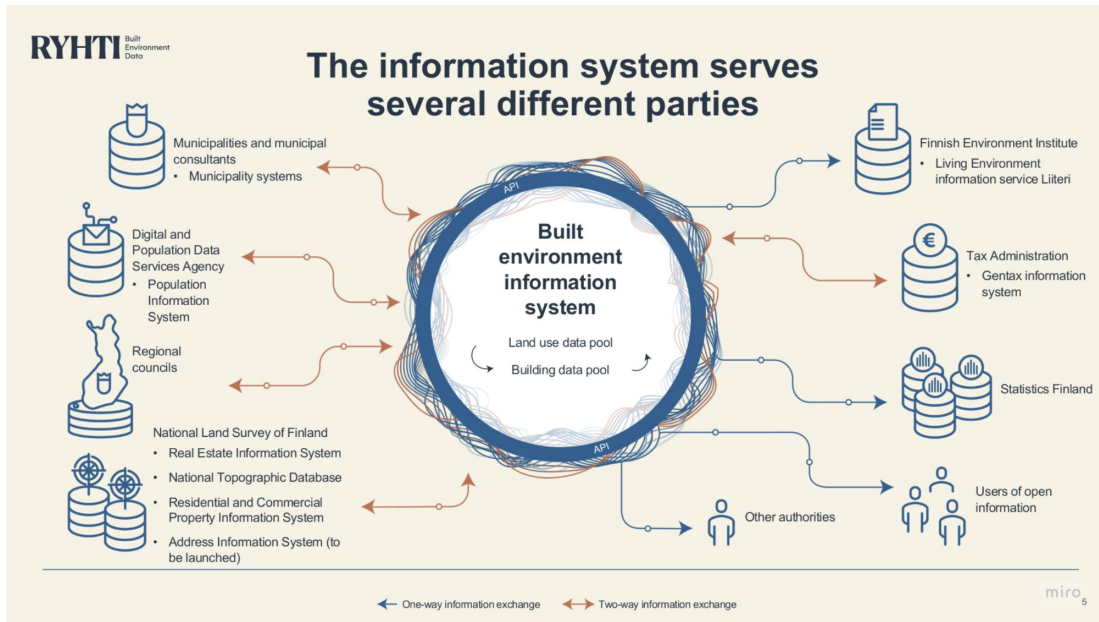 RYHTI
Built
Environment
Data
The information system serves
several different parties
Municipalities and municipal
consultants
• Municipality systems
Digital and
Population Data
Services Agency
• Population
Information
System
Regional
councils
National Land Survey of Finland
• Real Estate Information System
• National Topographic Database
• Residential and Commercial
Property Information System
• Address Information System (to
be launched)
API
Built
environment
information
system
Land use data pool
Building data pool
API
Finnish Environment Institute
• Living Environment
information service Liiteri
€
Tax Administration
• Gentax information
system
Statistics Finland
Users of open
information
Other authorities
One-way information exchange
Two-way information exchange
miro
5